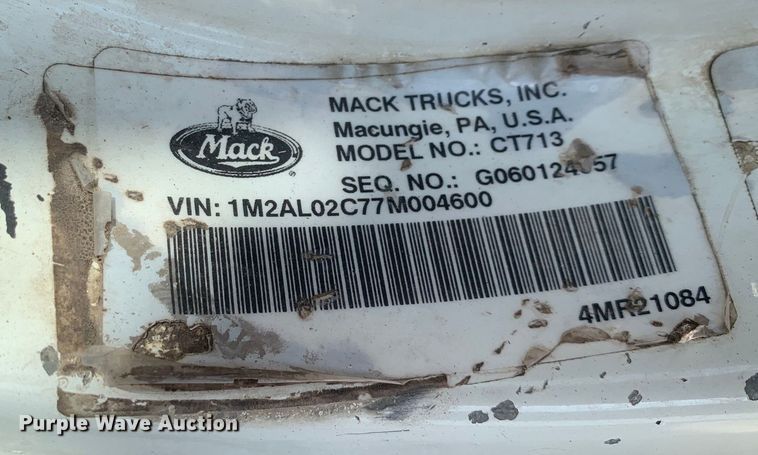 MACK TRUCKS, INC.
Macungie, PA, U.S.A.
MODEL NO.: CT713
Mack
SEQ. NO.:
VIN: 1M2AL02C77M004600
4MR21084
Purple Wave Auction